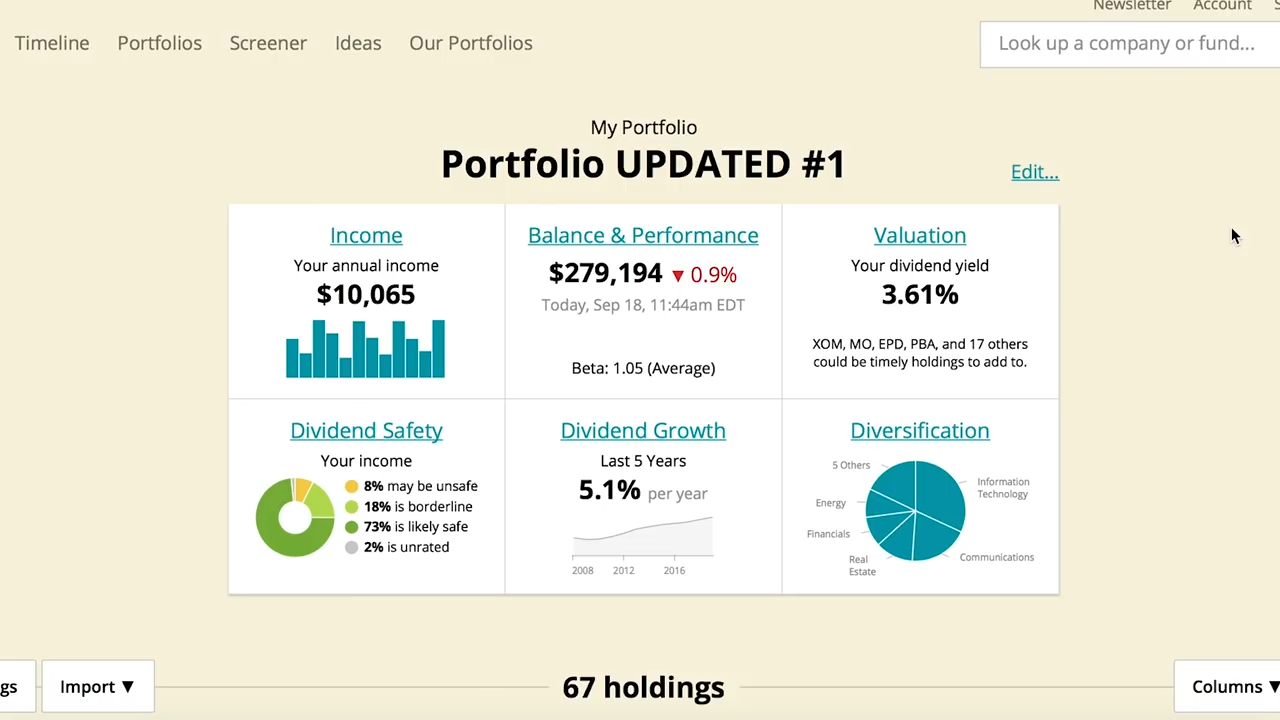 Newsletter Account
Timeline Portfolios Screener Ideas Our Portfolios
Look up a company or fund...
My Portfolio
Portfolio UPDATED #1
Edit...
Income
Your annual income
$10,065
Balance & Performance
$279,194 ▼ 0.9%
Today, Sep 18, 11:44am EDT
Beta: 1.05 (Average)
Valuation
Your dividend yield
3.61%
XOM, MO, EPD, PBA, and 17 others
could be timely holdings to add to.
Dividend Safety
Your income
8% may be unsafe
18% is borderline
73% is likely safe
2% is unrated
Dividend Growth
Last 5 Years
5.1% per year
2008 2012 2016
Diversification
5 Others
Information
Technology
Energy
Financials
Communications
Real
Estate
gs
Import ▼
67 holdings
Columns ▼